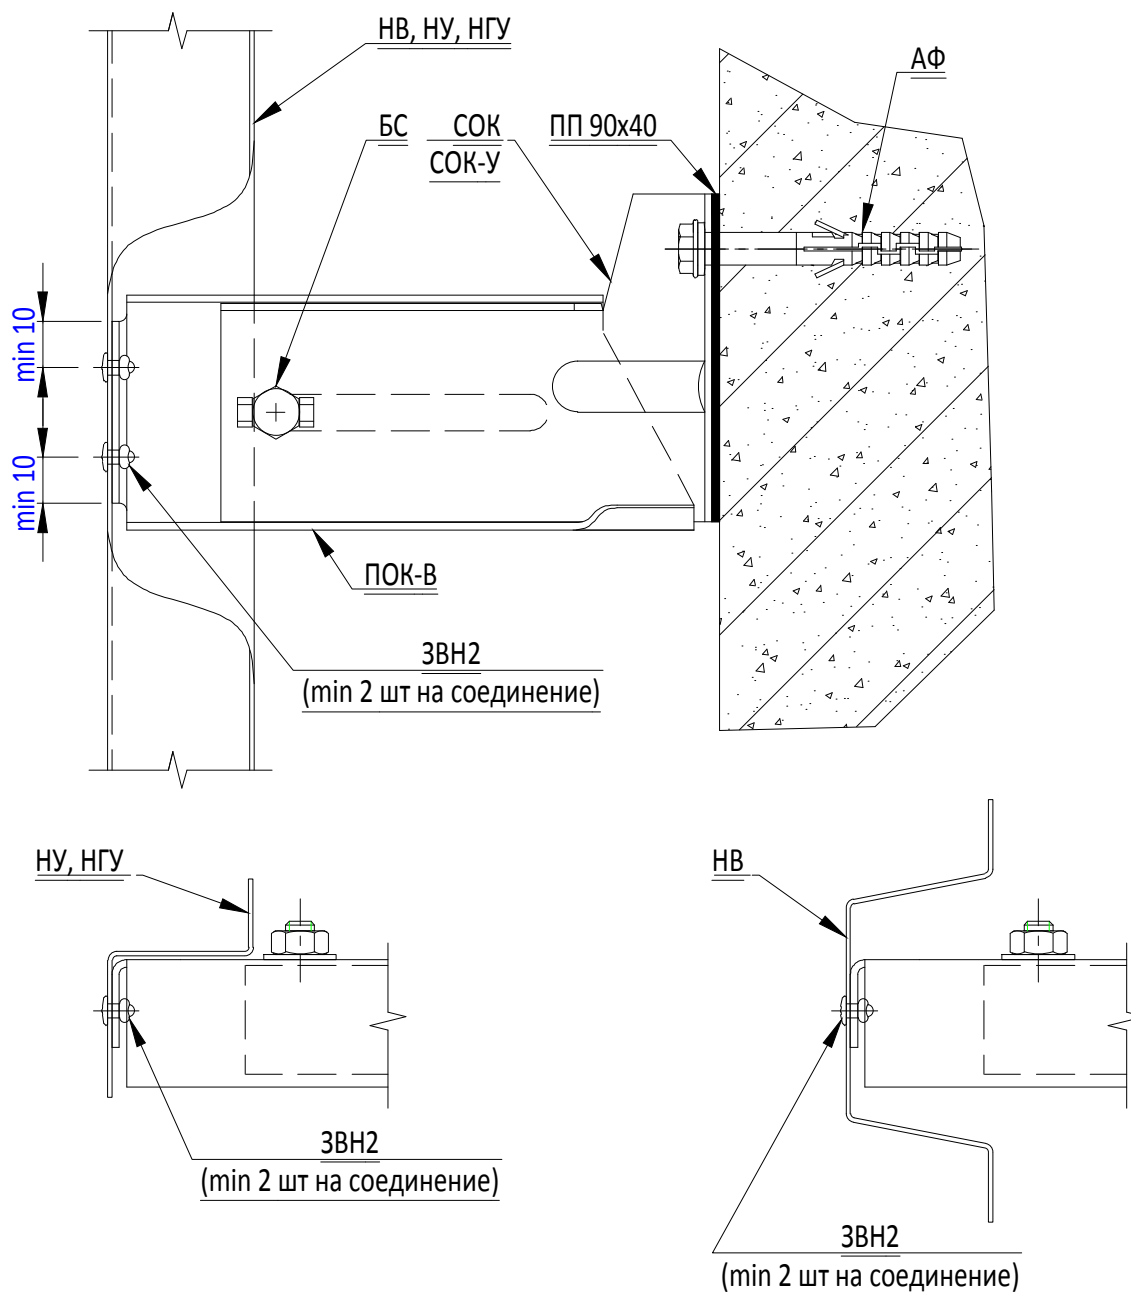 НВ, НУ, НГУ
АФ
БС
СОК
СОК-У
ПП 90х40
min 10
min 10
ПОК-В
ЗВН2
(min 2 шт на соединение)
НУ, НГУ
НВ
ЗВН2
(min 2 шт на соединение)
ЗВН2
(min 2 шт на соединение)